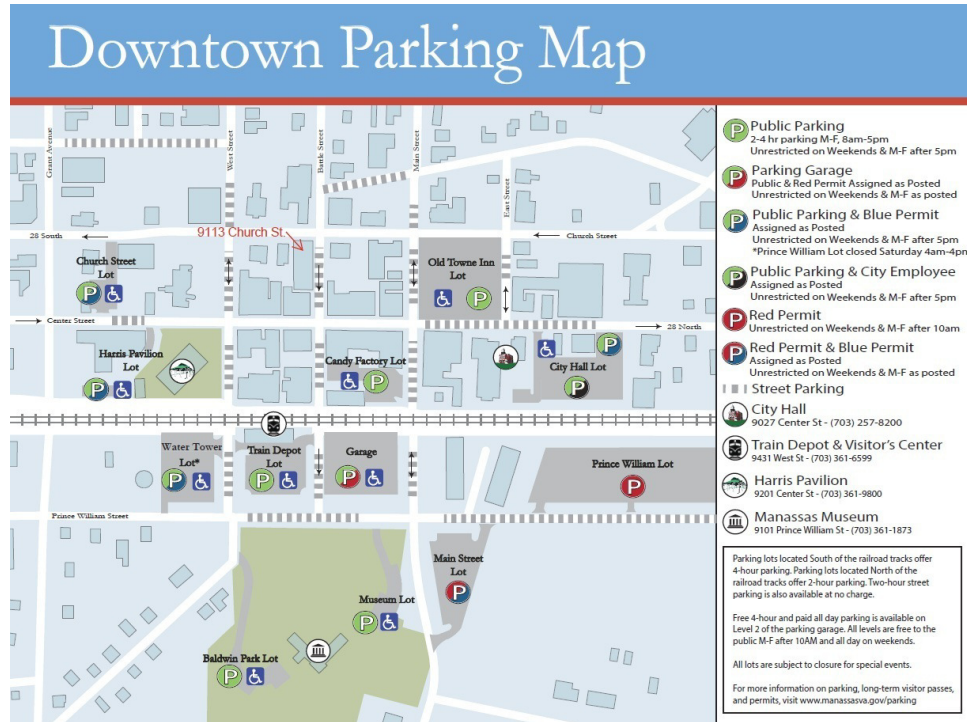 Downtown Parking Map
Grant Avenue
West Street
Battle Street
Main Street
East Street
9113 Church St.
28 South
Church Street
Church Street
Lot
P
Old Towne Inn
Lot
P
Center Street
28 North
Harris Pavilion
Lot
P
Candy Factory Lot
P
P
City Hall Lot
P
Water Tower
Lot*
P
Train Depot
Lot
P
Garage
P
Prince William Lot
P
Prince William Street
Main Street
Lot
P
Museum Lot
P
Baldwin Park Lot
P
P Public Parking
2-4 hr parking M-F, 8am-5pm
Unrestricted on Weekends & M-F after 5pm
P Parking Garage
Public & Red Permit Assigned as Posted
Unrestricted on Weekends & M-F as posted
P Public Parking & Blue Permit
Assigned as Posted
Unrestricted on Weekends & M-F after 5pm
*Prince William Lot closed Saturday 4am-4pm
P Public Parking & City Employee
Assigned as Posted
Unrestricted on Weekends & M-F after 5pm
P Red Permit
Unrestricted on Weekends & M-F after 10am
P Red Permit & Blue Permit
Assigned as Posted
Unrestricted on Weekends & M-F as posted
Street Parking
City Hall
9027 Center St - (703) 257-8200
Train Depot & Visitor's Center
9431 West St - (703) 361-6599
Harris Pavilion
9201 Center St - (703) 361-9800
Manassas Museum
9101 Prince William St - (703) 361-1873
Parking lots located South of the railroad tracks offer
4-hour parking. Parking lots located North of the
railroad tracks offer 2-hour parking. Two-hour street
parking is also available at no charge.
Free 4-hour and paid all day parking is available on
Level 2 of the parking garage. All levels are free to the
public M-F after 10AM and all day on weekends.
All lots are subject to closure for special events.
For more information on parking, long-term visitor passes,
and permits, visit www.manassasva.gov/parking